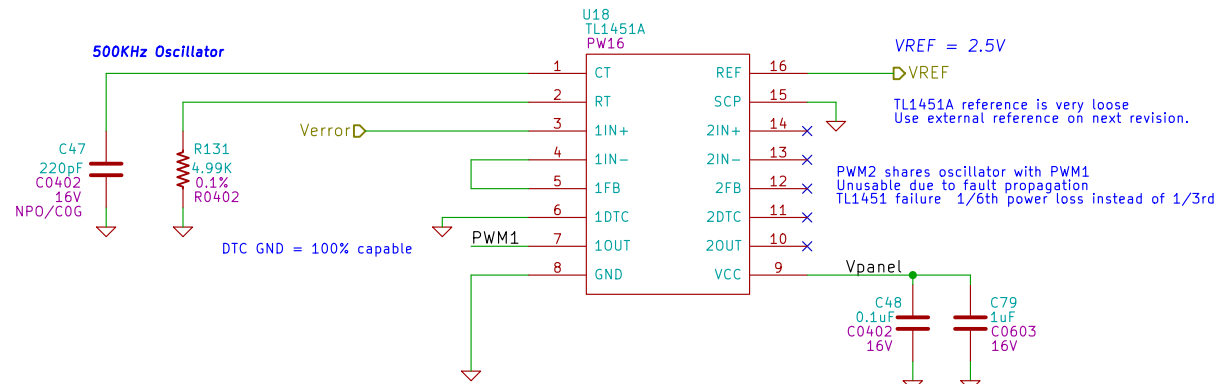 U18
TL1451A
PW16
500KHz Oscillator
VREF = 2.5V
1 CT REF 16 VREF
2 RT SCP 15
TL1451A reference is very loose
Use external reference on next revision.
Verror 3 1IN+ 2IN+ 14
C47
220pF
C0402
16V
NPO/C0G
R131
4.99K
0.1%
R0402
4 1IN- 2IN- 13
5 1FB 2FB 12
PWM2 shares oscillator with PWM1
Unusable due to fault propagation
TL1451 failure 1/6th power loss instead of 1/3rd
6 1DTC 2DTC 11
DTC GND = 100% capable
PWM1 7 1OUT 2OUT 10
8 GND VCC 9 Vpanel
C48
0.1uF
C0402
16V
C79
1uF
C0603
16V